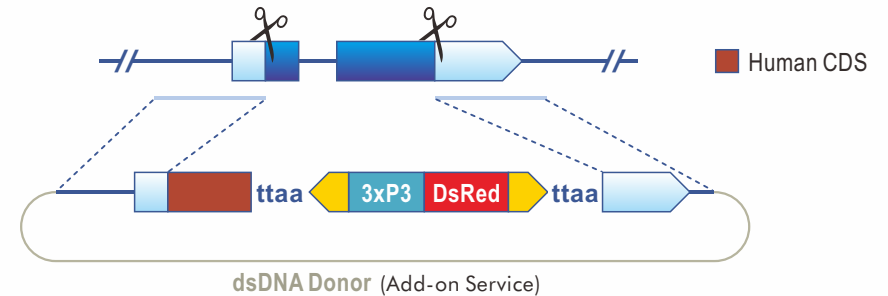 Human CDS
ttaa 3xP3 DsRed ttaa
dsDNA Donor (Add-on Service)